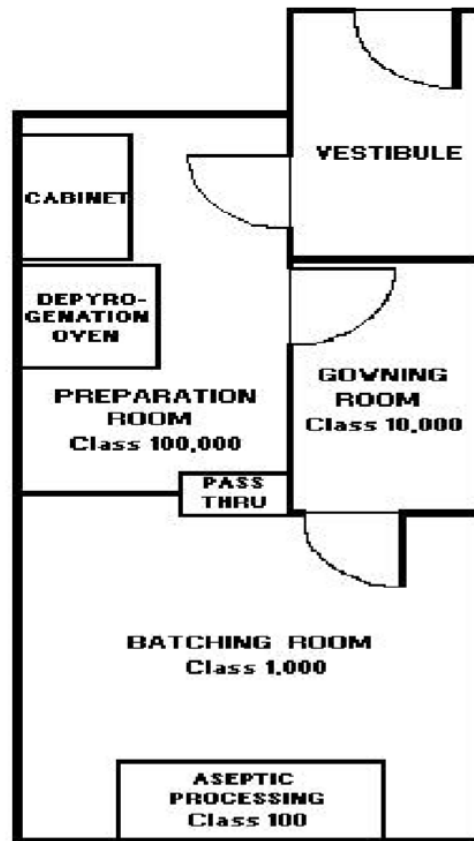 VESTIBULE
CABINET
DEPYRO-
GENATION
OVEN
PREPARATION
ROOM
Class 100,000
GOWNING
ROOM
Class 10,000
PASS
THRU
BATCHING ROOM
Class 1,000
ASEPTIC
PROCESSING
Class 100